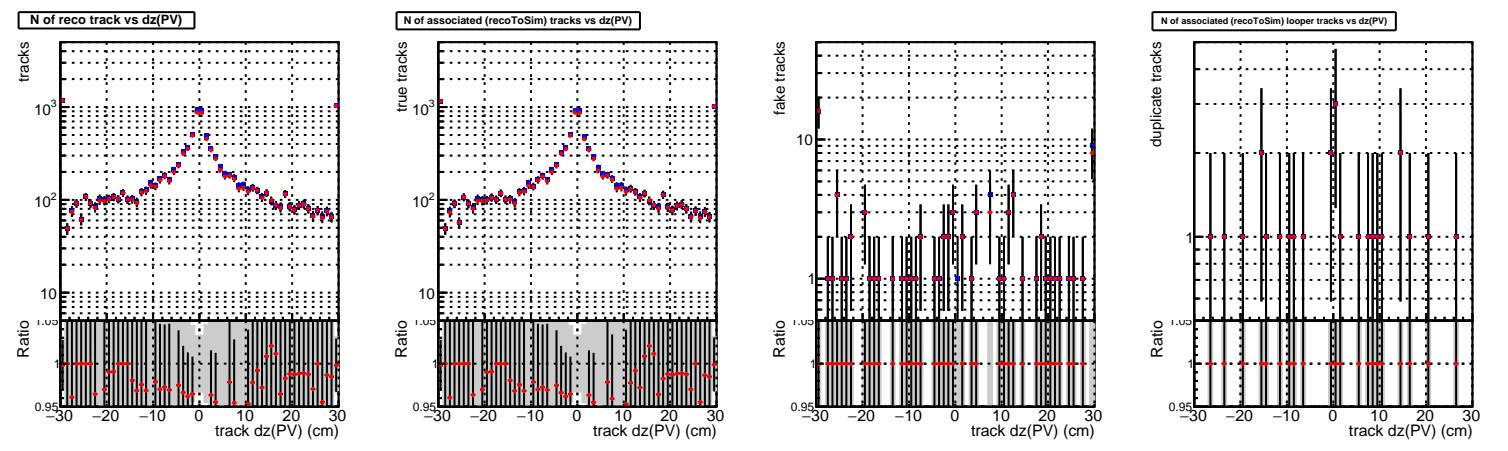 N of reco track vs dz(PV)
tracks
10³
10²
10
1.05
Ratio
1
0.95
−30 −20 −10 0 10 20 30
track dz(PV) (cm)
N of associated (recoToSim) tracks vs dz(PV)
true tracks
10³
10²
10
1.05
Ratio
1
0.95
−30 −20 −10 0 10 20 30
track dz(PV) (cm)
fake tracks
10
1
1.05
Ratio
1
0.95
−30 −20 −10 0 10 20 30
track dz(PV) (cm)
N of associated (recoToSim) looper tracks vs dz(PV)
duplicate tracks
1
1.05
Ratio
1
0.95
−30 −20 −10 0 10 20 30
track dz(PV) (cm)